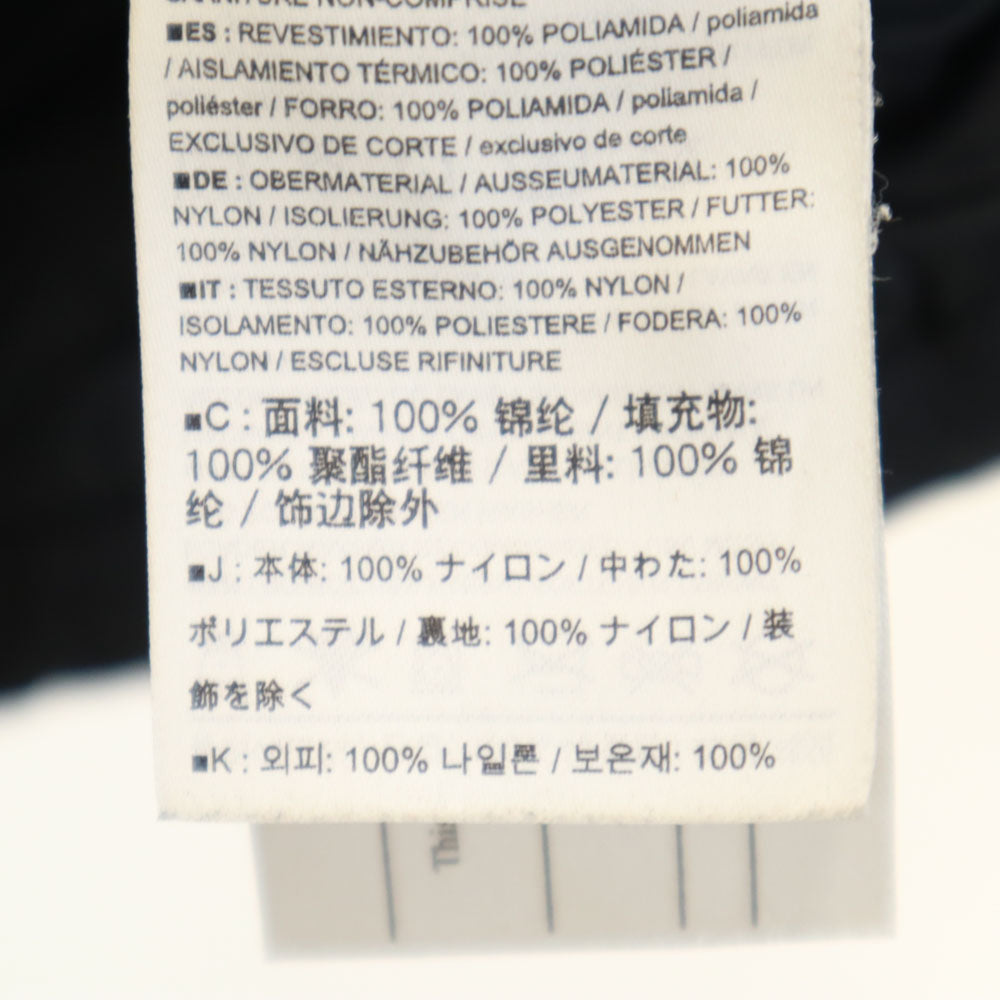 GARNITURE NON-COMPRISE
■ES : REVESTIMIENTO: 100% POLIAMIDA / poliamida
/ AISLAMIENTO TÉRMICO: 100% POLIÉSTER /
poliéster / FORRO: 100% POLIAMIDA / poliamida /
EXCLUSIVO DE CORTE / exclusivo de corte
■DE : OBERMATERIAL / AUSSEUMATERIAL: 100%
NYLON / ISOLIERUNG: 100% POLYESTER / FUTTER:
100% NYLON / NÄHZUBEHÖR AUSGENOMMEN
■IT : TESSUTO ESTERNO: 100% NYLON /
ISOLAMENTO: 100% POLIESTERE / FODERA: 100%
NYLON / ESCLUSE RIFINITURE
■C : 面料: 100% 锦纶 / 填充物:
100% 聚酯纤维 / 里料: 100% 锦
纶 / 饰边除外
■J : 本体: 100% ナイロン / 中わた: 100%
ポリエステル / 裏地: 100% ナイロン / 装
飾を除く
■K : 외피: 100% 나일론 / 보온재: 100%
This